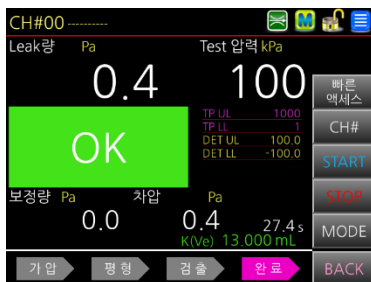 CH#00 ----------
M
Leak량 Pa Test 압력 kPa
0.4 100
빠른
액세스
TP UL 1000
TP LL 1
DET UL 100.0
DET LL -100.0
OK
CH#
START
보정량 Pa 차압 Pa
STOP
0.0 0.4 27.4 s
K(Ve) 13.000 mL
MODE
가 압 평 형 검 출 완 료 BACK